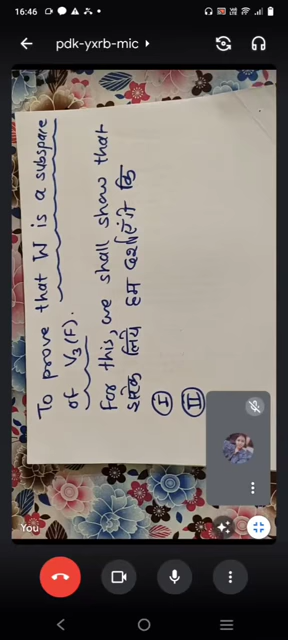 16:46
pdk-yxrb-mic
To prove that W is a subspace
of V₃(F).
For this, we shall show that
इसके लिये हम दर्शाएंगे कि
I
II
You